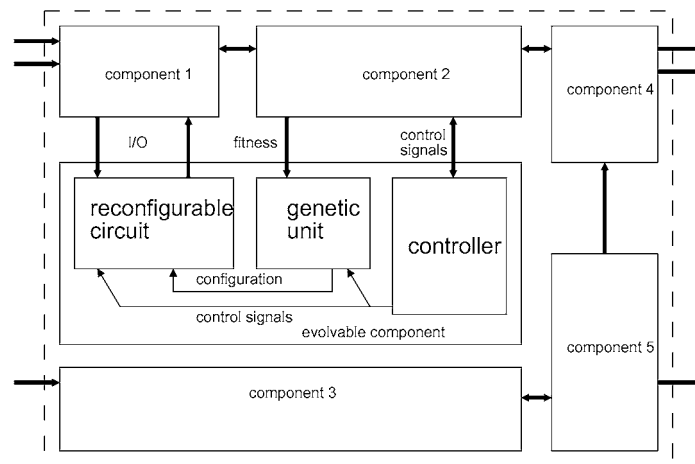 component 1
component 2
component 4
I/O
fitness
control
signals
reconfigurable
circuit
genetic
unit
controller
configuration
control signals
evolvable component
component 5
component 3